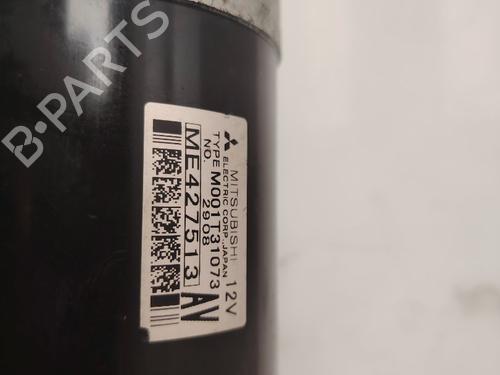 MITSUBISHI 12V
ELECTRIC CORP. JAPAN
TYPE M001T31073
NO. 2908
ME427513 AV
B-PARTS